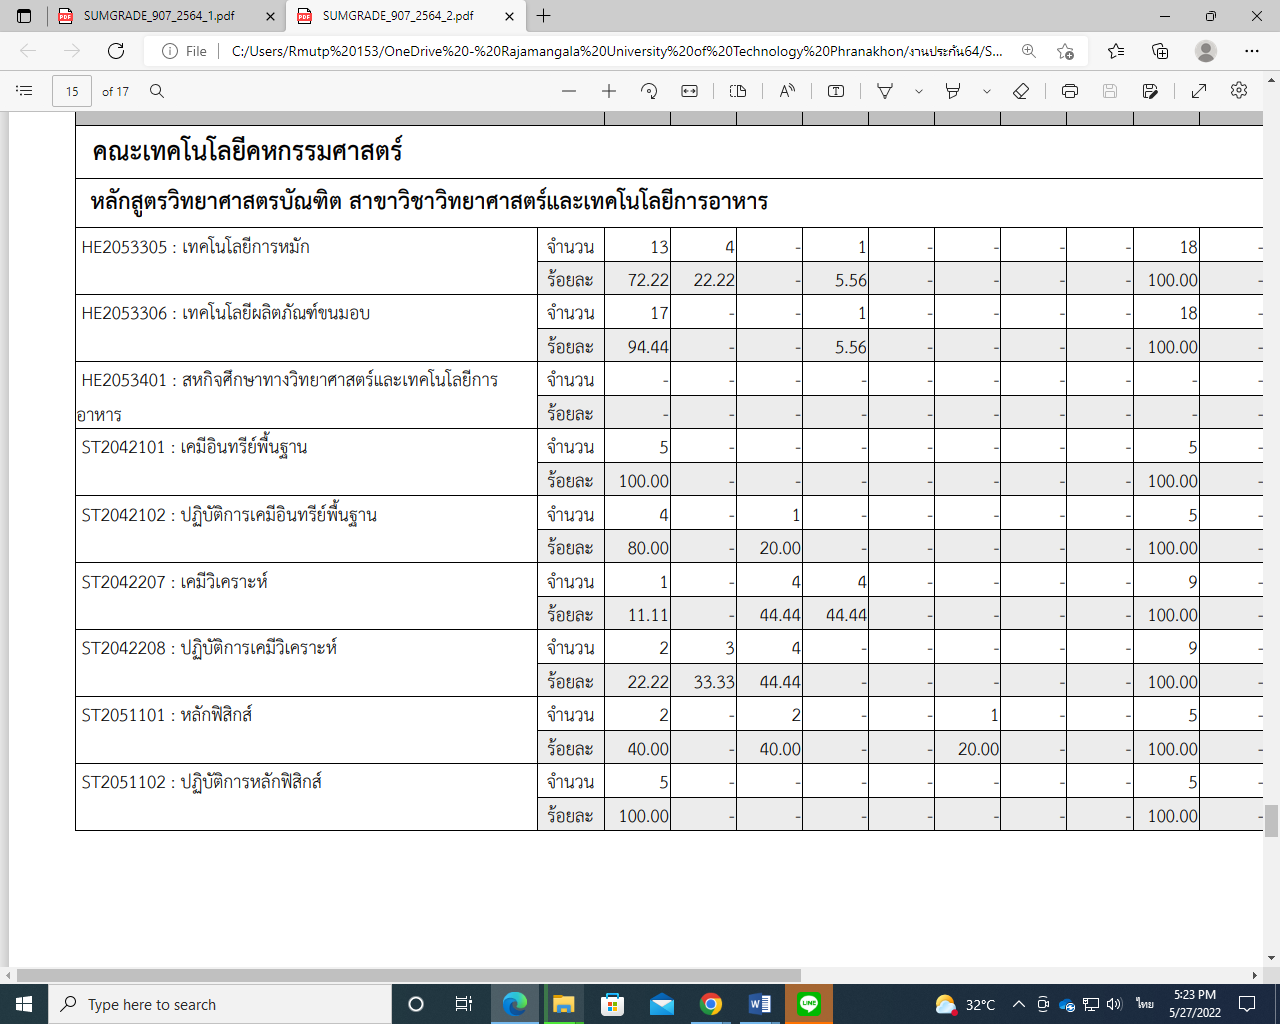 SUMGRADE_907_2564_1.pdf
SUMGRADE_907_2564_2.pdf
File
C:/Users/Rmutp%20153/OneDrive%20-%20Rajamangala%20University%20of%20Technology%20Phranakhon/งานประกัน64/S...
15 of 17
คณะเทคโนโลยีคหกรรมศาสตร์
หลักสูตรวิทยาศาสตรบัณฑิต สาขาวิชาวิทยาศาสตร์และเทคโนโลยีการอาหาร
HE2053305 : เทคโนโลยีการหมัก จำนวน 13 4 - 1 - - - - 18 -
ร้อยละ 72.22 22.22 - 5.56 - - - - 100.00 -
HE2053306 : เทคโนโลยีผลิตภัณฑ์ขนมอบ จำนวน 17 - - 1 - - - - 18 -
ร้อยละ 94.44 - - 5.56 - - - - 100.00 -
HE2053401 : สหกิจศึกษาทางวิทยาศาสตร์และเทคโนโลยีการ จำนวน - - - - - - - - - -
อาหาร ร้อยละ - - - - - - - - - -
ST2042101 : เคมีอินทรีย์พื้นฐาน จำนวน 5 - - - - - - - 5 -
ร้อยละ 100.00 - - - - - - - 100.00 -
ST2042102 : ปฏิบัติการเคมีอินทรีย์พื้นฐาน จำนวน 4 - 1 - - - - - 5 -
ร้อยละ 80.00 - 20.00 - - - - - 100.00 -
ST2042207 : เคมีวิเคราะห์ จำนวน 1 - 4 4 - - - - 9 -
ร้อยละ 11.11 - 44.44 44.44 - - - - 100.00 -
ST2042208 : ปฏิบัติการเคมีวิเคราะห์ จำนวน 2 3 4 - - - - - 9 -
ร้อยละ 22.22 33.33 44.44 - - - - - 100.00 -
ST2051101 : หลักฟิสิกส์ จำนวน 2 - 2 - - 1 - - 5 -
ร้อยละ 40.00 - 40.00 - - 20.00 - - 100.00 -
ST2051102 : ปฏิบัติการหลักฟิสิกส์ จำนวน 5 - - - - - - - 5 -
ร้อยละ 100.00 - - - - - - - 100.00 -
Type here to search
32°C
ไทย
5:23 PM
5/27/2022